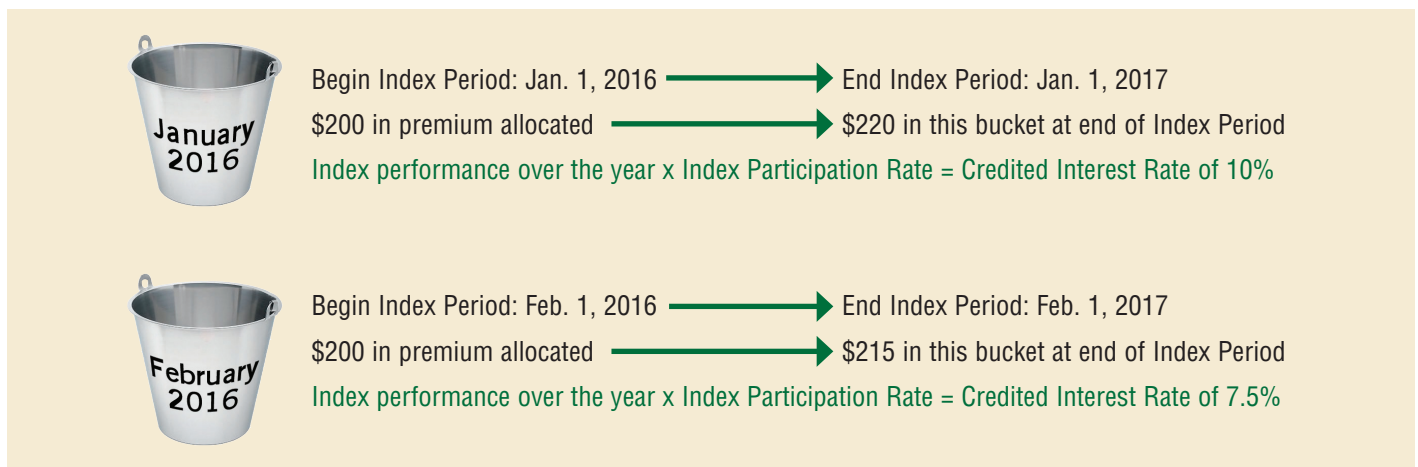 January
2016
Begin Index Period: Jan. 1, 2016
End Index Period: Jan. 1, 2017
$200 in premium allocated
$220 in this bucket at end of Index Period
Index performance over the year x Index Participation Rate = Credited Interest Rate of 10%
February
2016
Begin Index Period: Feb. 1, 2016
End Index Period: Feb. 1, 2017
$200 in premium allocated
$215 in this bucket at end of Index Period
Index performance over the year x Index Participation Rate = Credited Interest Rate of 7.5%